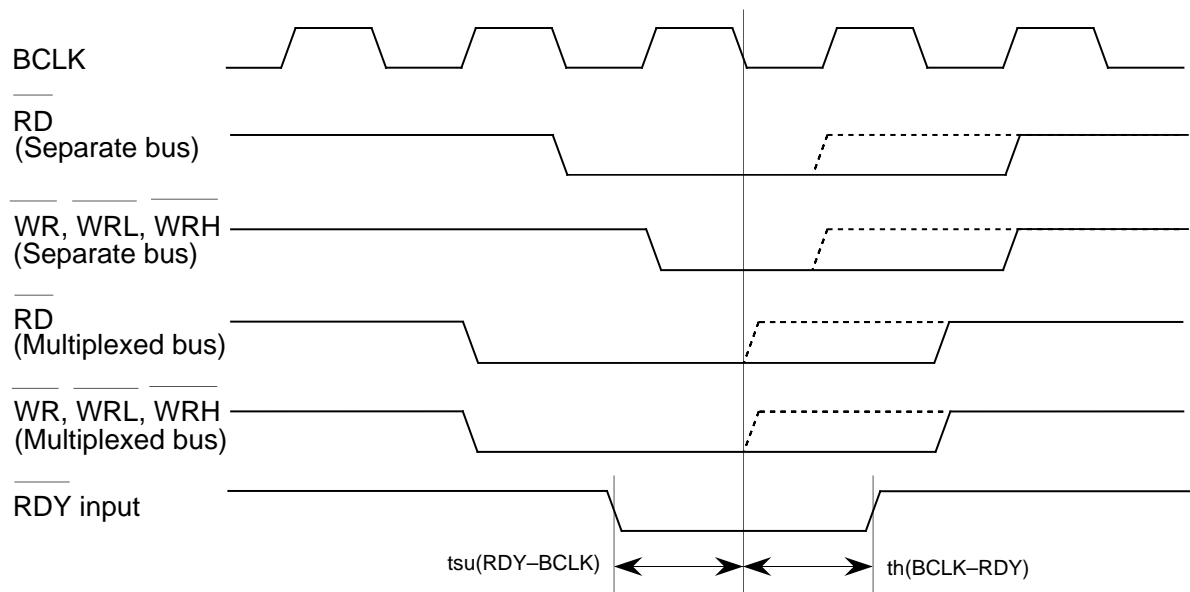 BCLK
RD
(Separate bus)
WR, WRL, WRH
(Separate bus)
RD
(Multiplexed bus)
WR, WRL, WRH
(Multiplexed bus)
RDY input
tsu(RDY–BCLK)
th(BCLK–RDY)